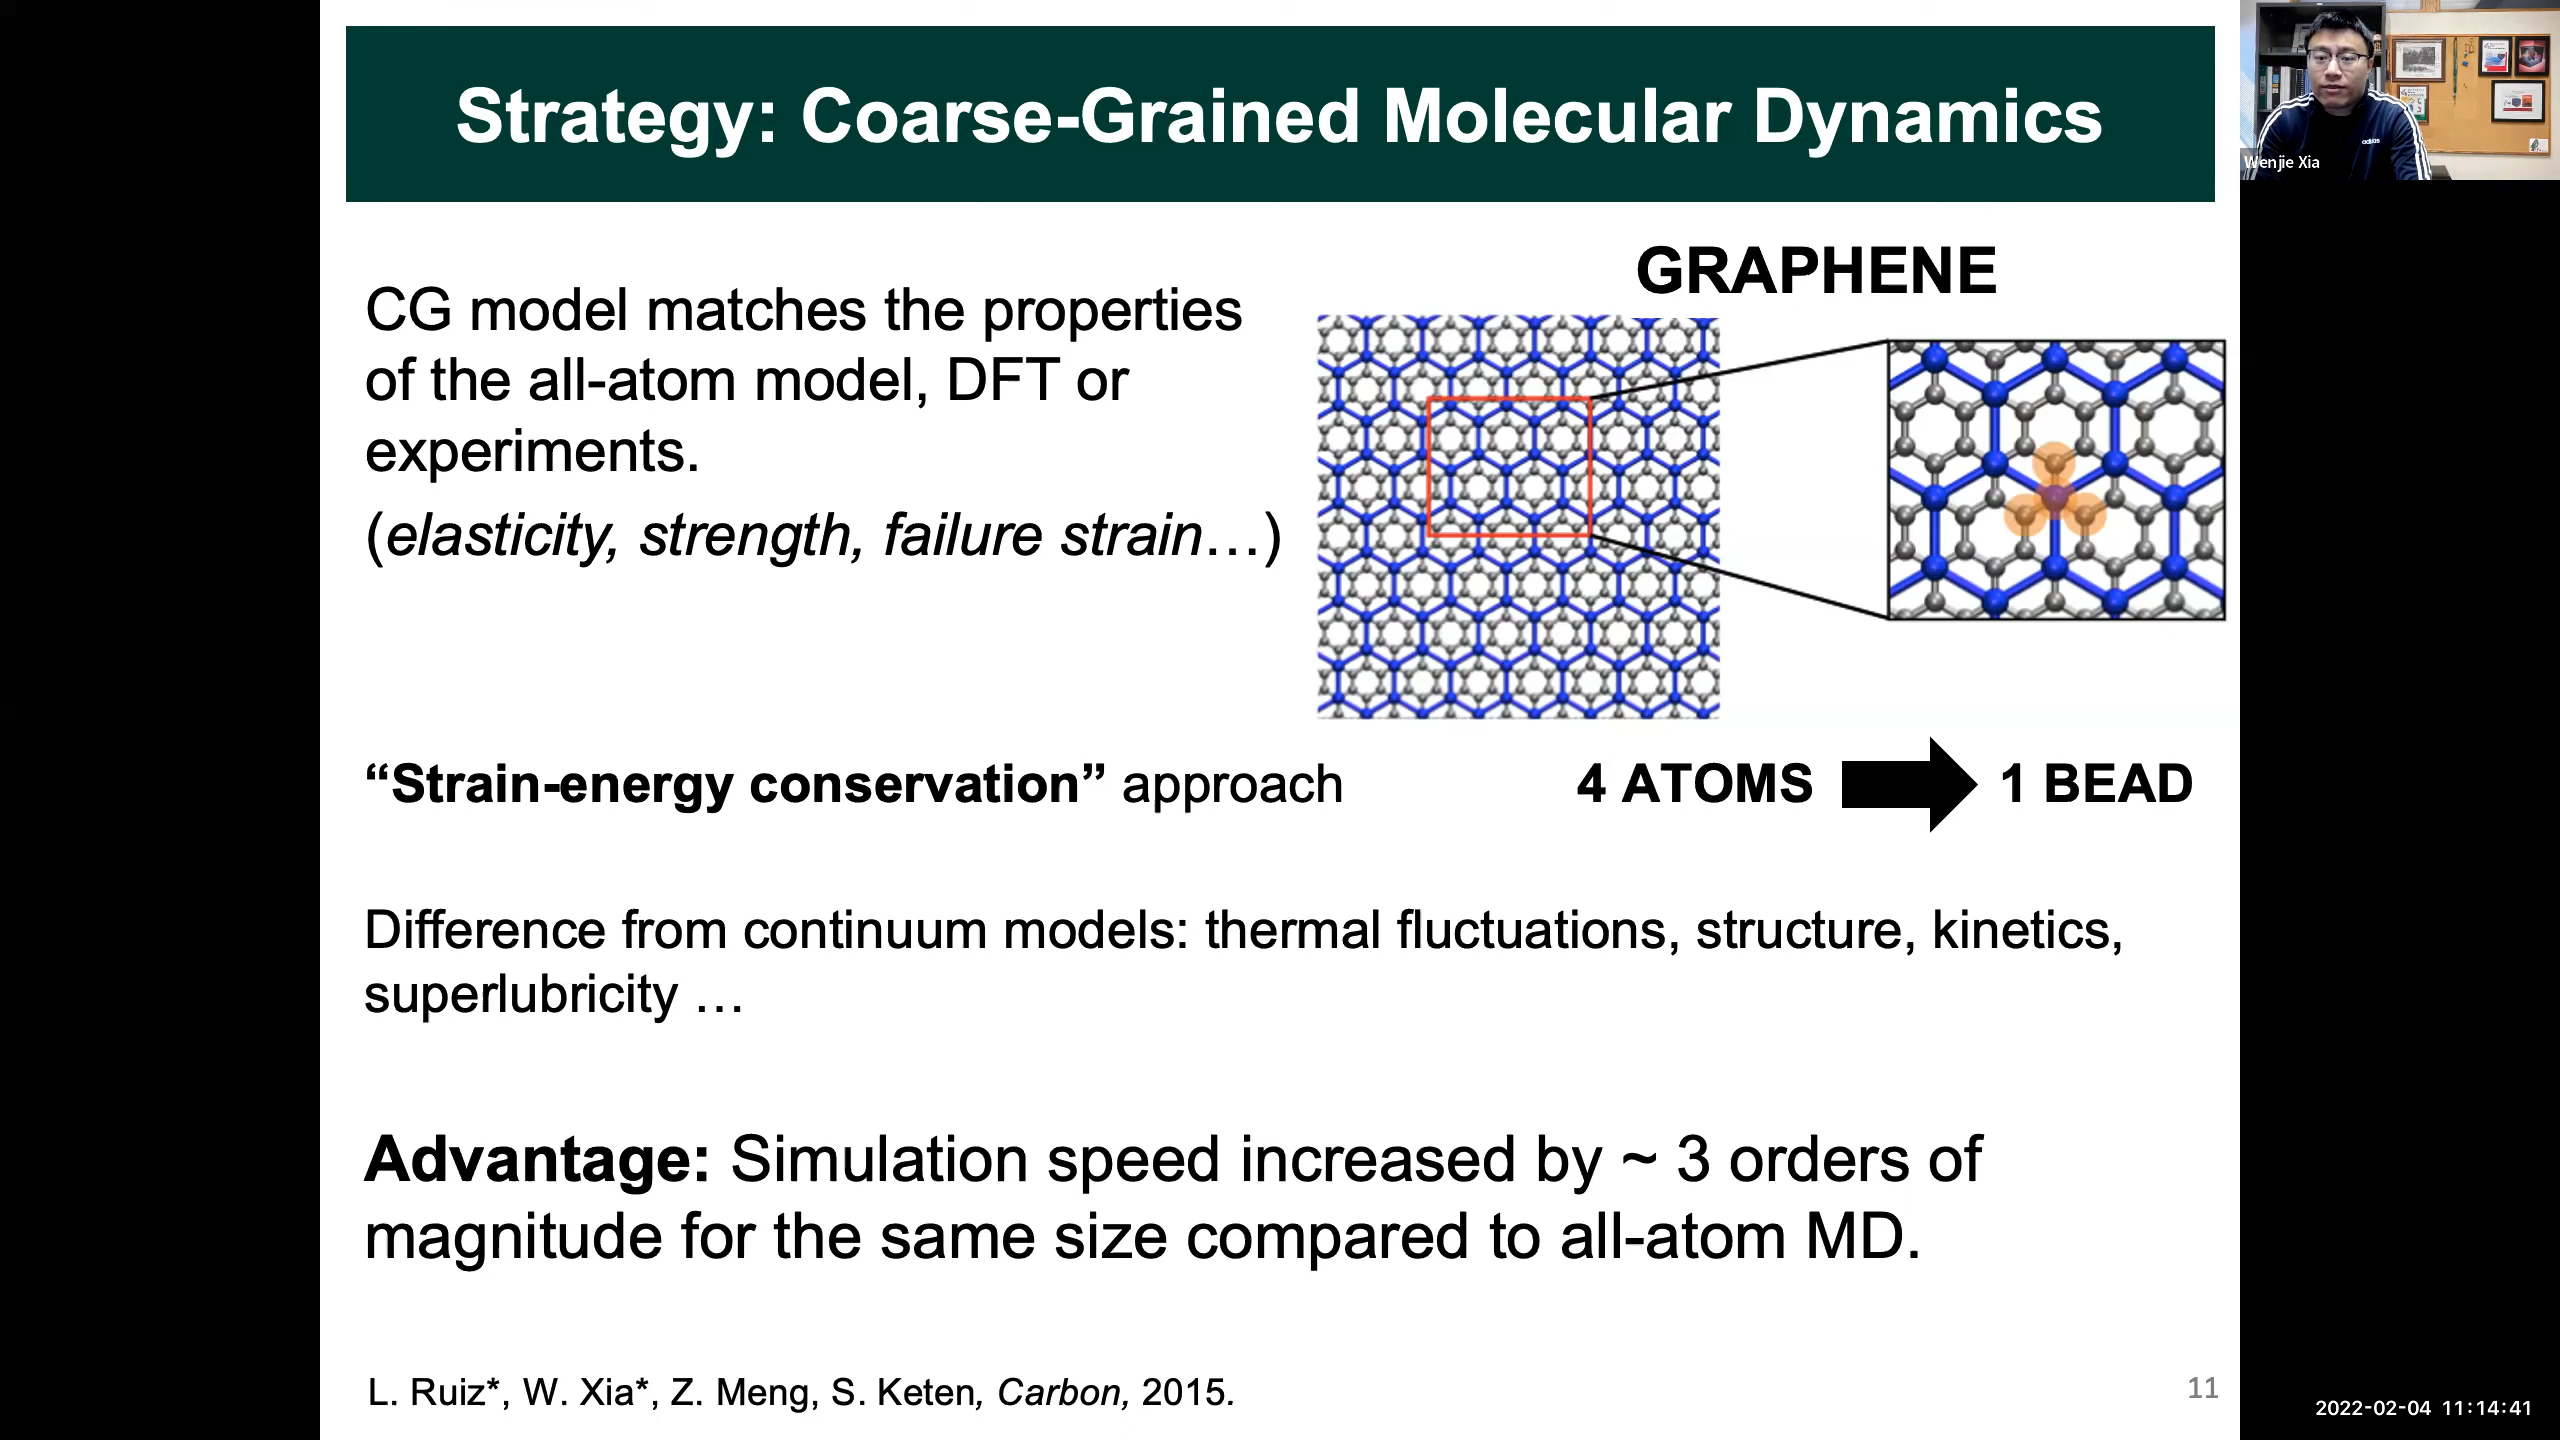 Strategy: Coarse-Grained Molecular Dynamics
Wenjie Xia
adidas
GRAPHENE
CG model matches the properties
of the all-atom model, DFT or
experiments.
(elasticity, strength, failure strain…)
“Strain-energy conservation” approach
4 ATOMS
1 BEAD
Difference from continuum models: thermal fluctuations, structure, kinetics,
superlubricity …
Advantage: Simulation speed increased by ~ 3 orders of
magnitude for the same size compared to all-atom MD.
L. Ruiz*, W. Xia*, Z. Meng, S. Keten, Carbon, 2015.
11
2022-02-04 11:14:41